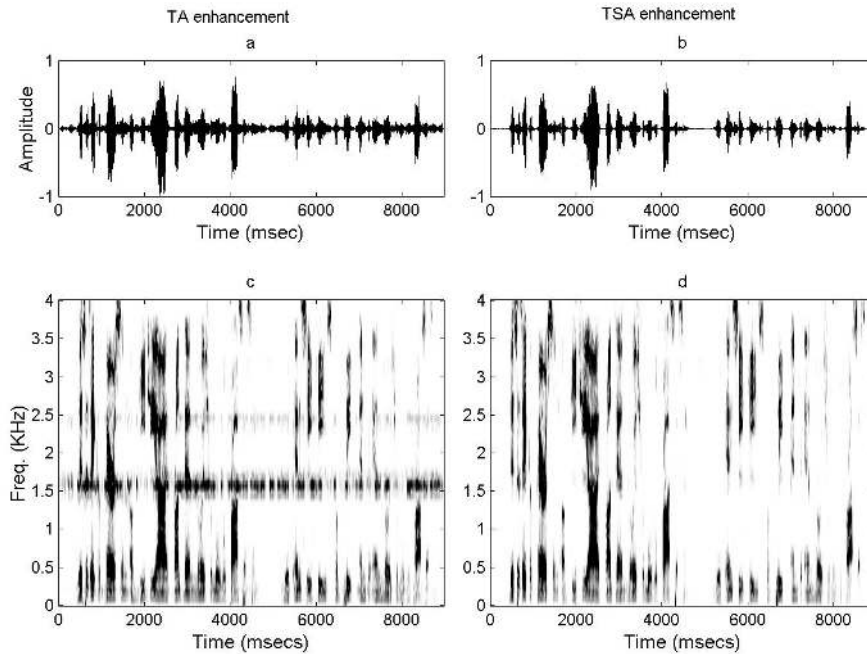 TA enhancement
TSA enhancement
a
b
1
0
-1
Amplitude
0 2000 4000 6000 8000
Time (msec)
1
0
-1
0 2000 4000 6000 8000
Time (msec)
c
d
4
3.5
3
2.5
2
1.5
1
0.5
0
Freq. (KHz)
0 2000 4000 6000 8000
Time (msecs)
4
3.5
3
2.5
2
1.5
1
0.5
0
0 2000 4000 6000 8000
Time (msecs)